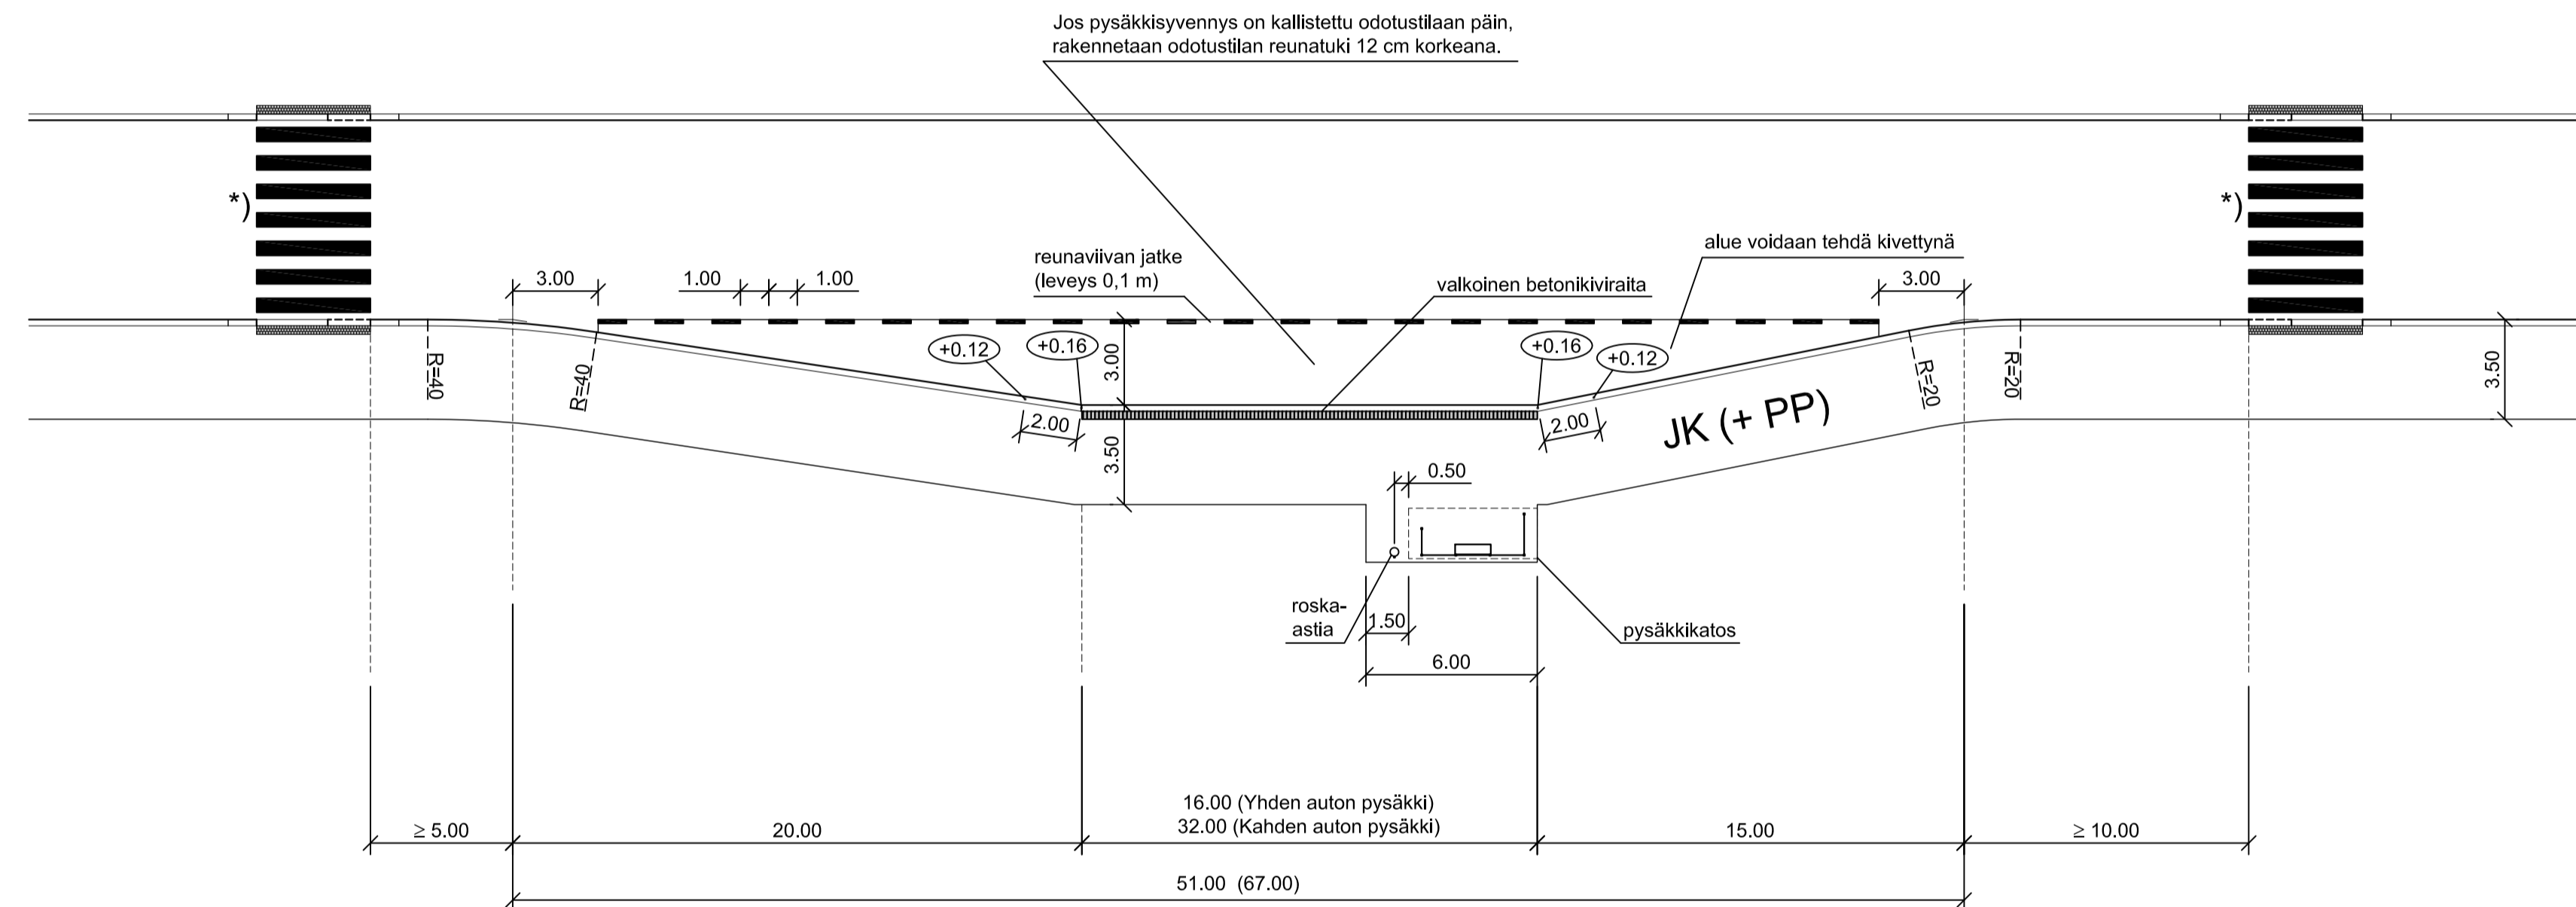 Jos pysäkkisyvennys on kallistettu odotustilaan päin,
rakennetaan odotustilan reunatuki 12 cm korkeana.
*)
*)
alue voidaan tehdä kivettynä
reunaviivan jatke
(leveys 0,1 m)
valkoinen betonikiviraita
3.00
1.00
1.00
3.00
+0.12
+0.16
3.00
+0.16
+0.12
R=40
R=40
R=20
R=20
3.50
2.00
2.00
JK (+ PP)
3.50
0.50
roska-
astia
1.50
pysäkkikatos
6.00
16.00 (Yhden auton pysäkki)
32.00 (Kahden auton pysäkki)
≥ 5.00
20.00
15.00
≥ 10.00
51.00 (67.00)